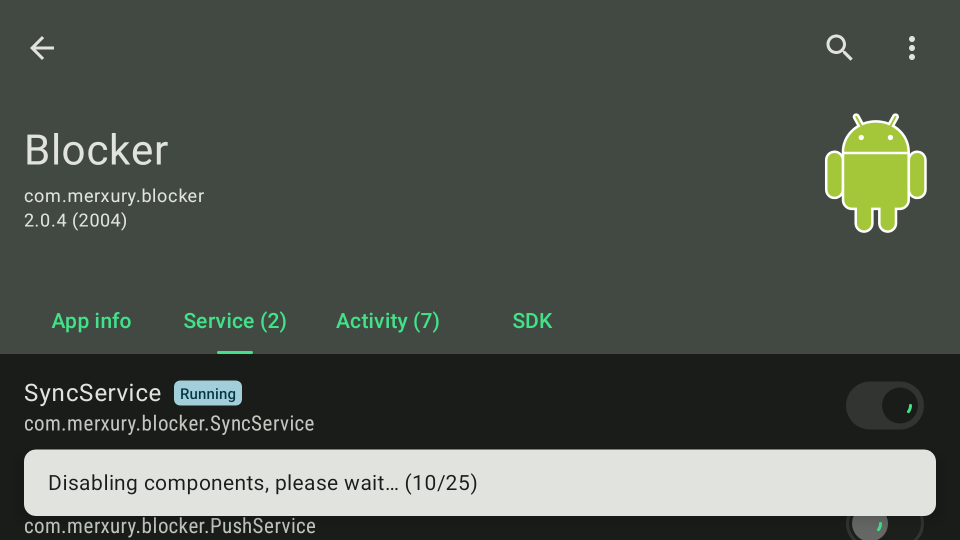 Blocker
com.merxury.blocker
2.0.4 (2004)
App info
Service (2)
Activity (7)
SDK
SyncService
Running
com.merxury.blocker.SyncService
Disabling components, please wait... (10/25)
com.merxury.blocker.PushService